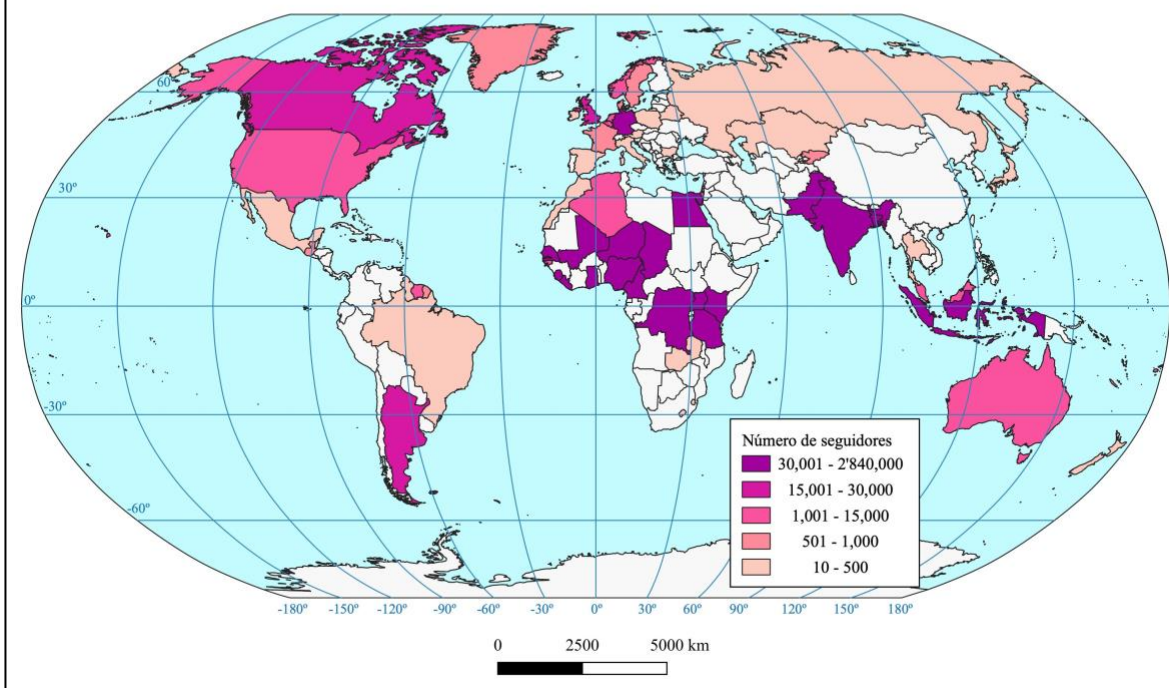 60º
30º
0º
-30º
-60º
Número de seguidores
30,001 - 2'840,000
15,001 - 30,000
1,001 - 15,000
501 - 1,000
10 - 500
-180º -150º -120º -90º -60º -30º 0º 30º 60º 90º 120º 150º 180º
0 2500 5000 km